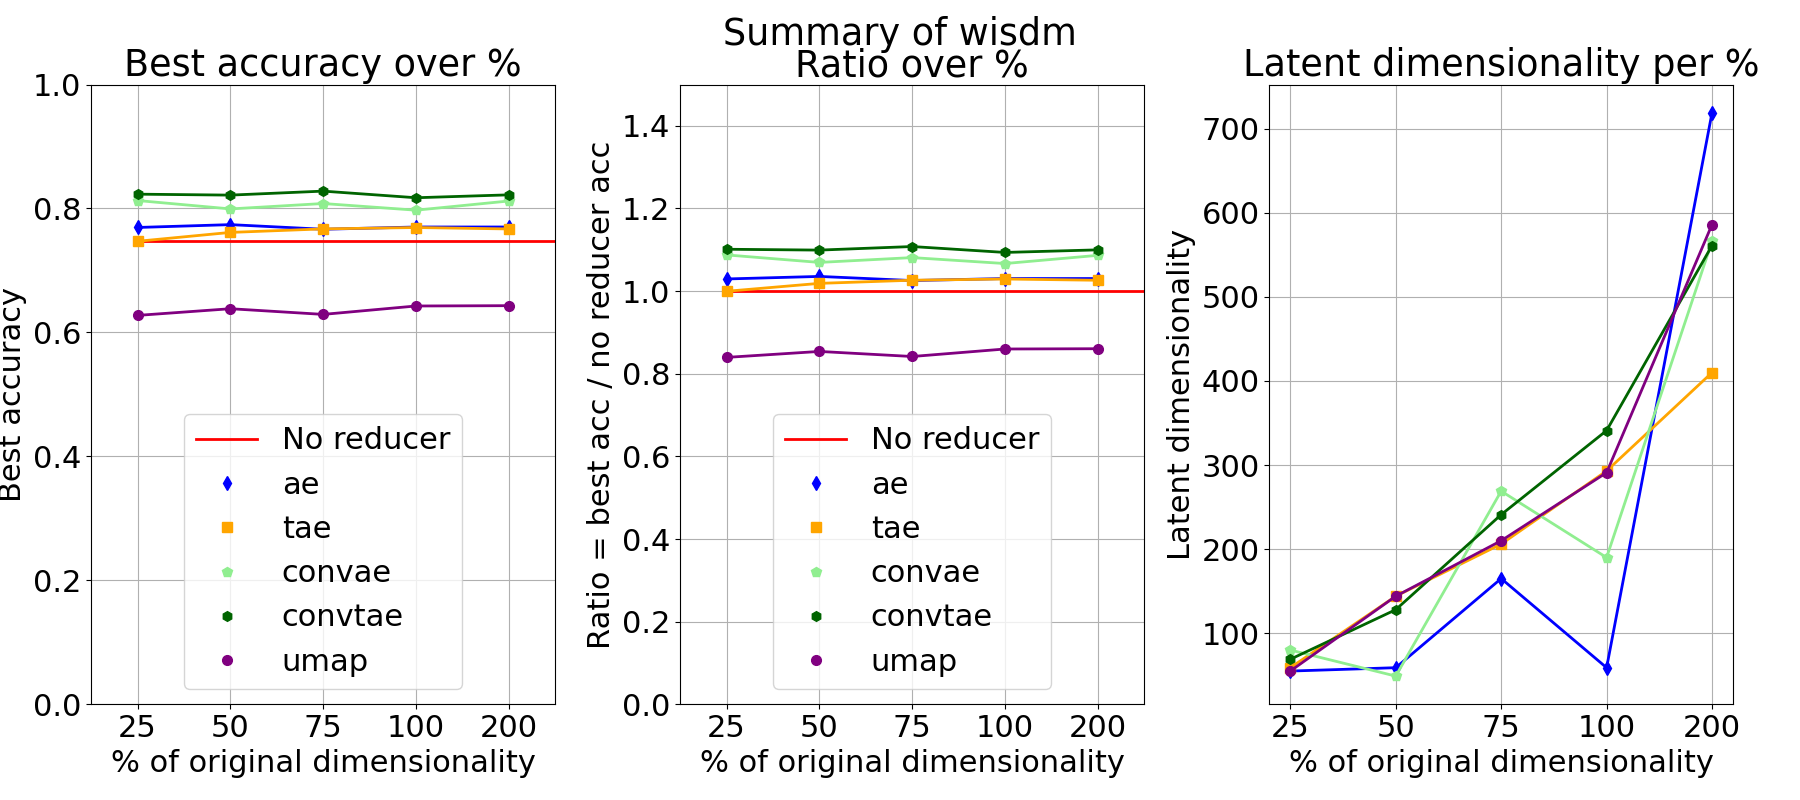 Summary of wisdm
Best accuracy over %
Best accuracy
1.0
0.8
0.6
0.4
0.2
0.0
No reducer
ae
tae
convae
convtae
umap
25 50 75 100 200
% of original dimensionality
Ratio over %
Ratio = best acc / no reducer acc
1.4
1.2
1.0
0.8
0.6
0.4
0.2
0.0
No reducer
ae
tae
convae
convtae
umap
25 50 75 100 200
% of original dimensionality
Latent dimensionality per %
Latent dimensionality
700
600
500
400
300
200
100
25 50 75 100 200
% of original dimensionality